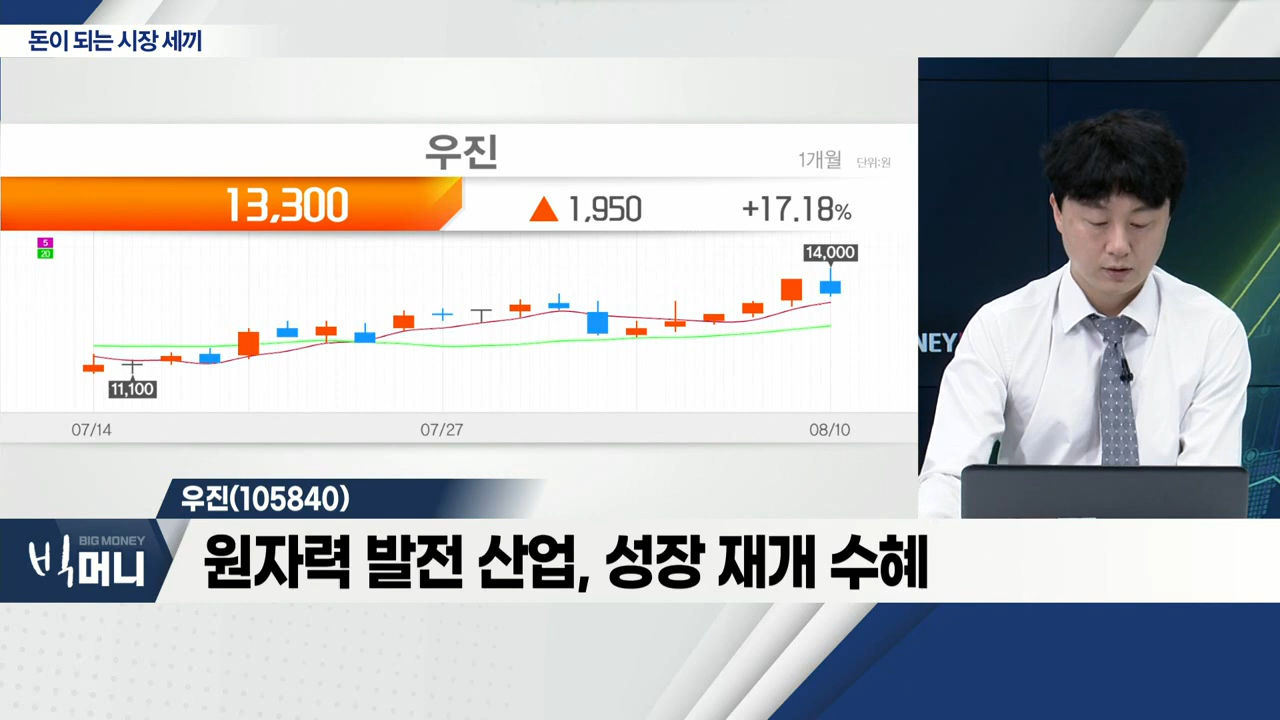 돈이 되는 시장 세끼
우진
1개월 단위:원
13,300 ▲ 1,950 +17.18%
5
20
14,000
11,100
07/14 07/27 08/10
NEY
우진(105840)
BIG MONEY
빅머니
원자력 발전 산업, 성장 재개 수혜